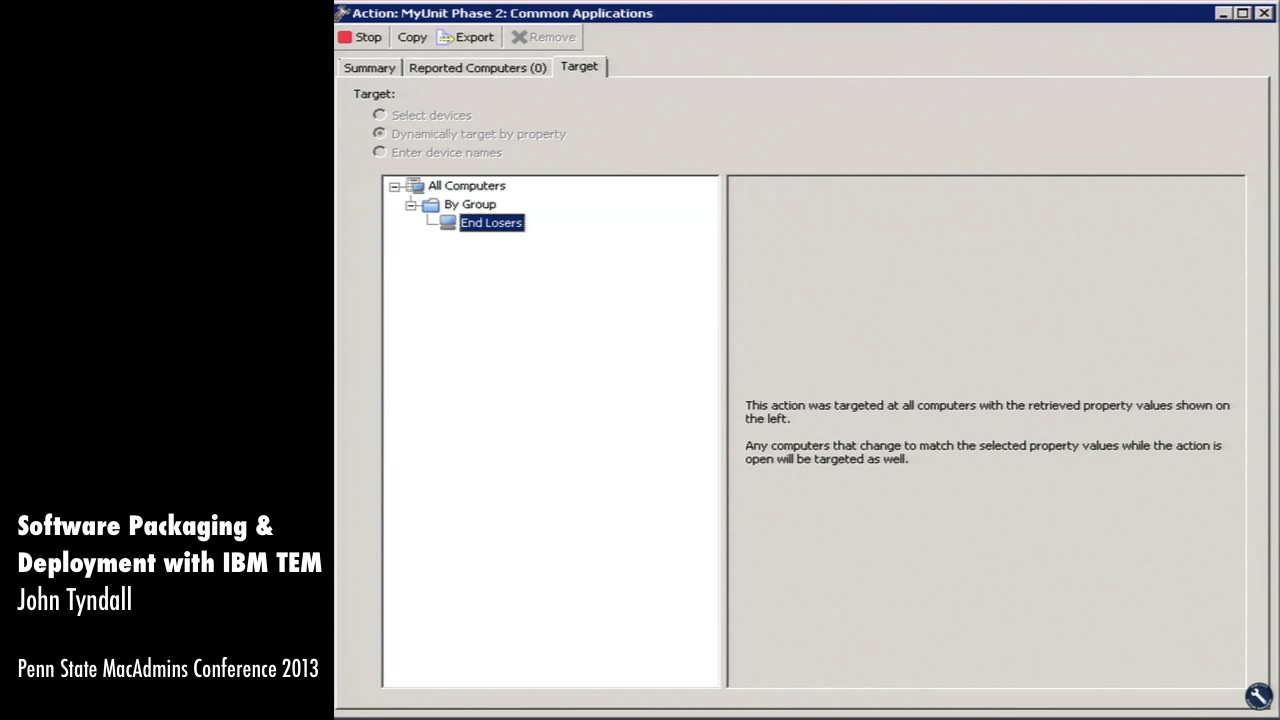 Action: MyUnit Phase 2: Common Applications
Stop Copy Export Remove
Summary Reported Computers (0) Target
Target:
Select devices
Dynamically target by property
Enter device names
All Computers
By Group
End Losers
This action was targeted at all computers with the retrieved property values shown on
the left.
Any computers that change to match the selected property values while the action is
open will be targeted as well.
Software Packaging &
Deployment with IBM TEM
John Tyndall
Penn State MacAdmins Conference 2013